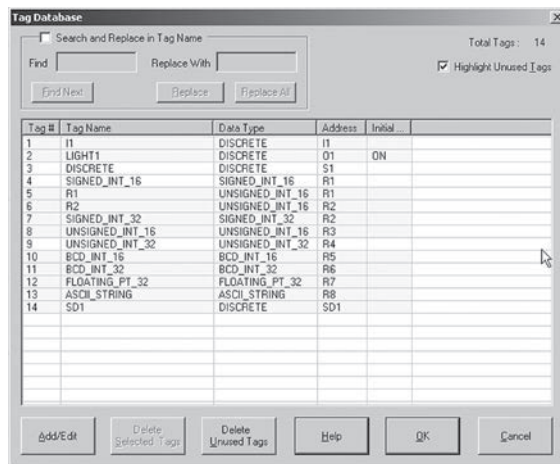 Tag Database
Search and Replace in Tag Name
Total Tags : 14
Find Replace With
Highlight Unused Tags
Find Next Replace Replace All
Tag # Tag Name Data Type Address Initial ...
1 I1 DISCRETE I1
2 LIGHT1 DISCRETE O1 ON
3 DISCRETE DISCRETE S1
4 SIGNED_INT_16 SIGNED_INT_16 R1
5 R1 UNSIGNED_INT_16 R1
6 R2 UNSIGNED_INT_16 R2
7 SIGNED_INT_32 SIGNED_INT_32 R2
8 UNSIGNED_INT_16 UNSIGNED_INT_16 R3
9 UNSIGNED_INT_32 UNSIGNED_INT_32 R4
10 BCD_INT_16 BCD_INT_16 R5
11 BCD_INT_32 BCD_INT_32 R6
12 FLOATING_PT_32 FLOATING_PT_32 R7
13 ASCII_STRING ASCII_STRING R8
14 SD1 DISCRETE SD1
Add/Edit Delete Selected Tags Delete Unused Tags Help OK Cancel